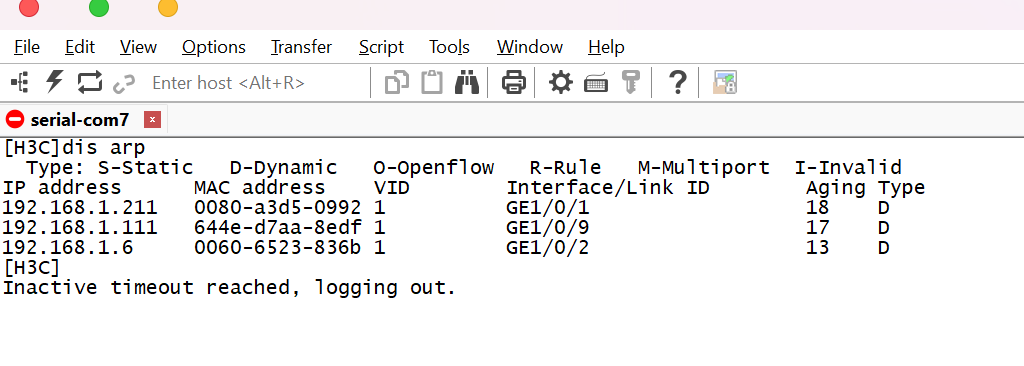 File Edit View Options Transfer Script Tools Window Help
Enter host <Alt+R>
serial-com7
[H3C]dis arp
  Type: S-Static   D-Dynamic   O-Openflow   R-Rule   M-Multiport  I-Invalid
IP address      MAC address    VID        Interface/Link ID        Aging Type
192.168.1.211   0080-a3d5-0992 1          GE1/0/1                  18    D
192.168.1.111   644e-d7aa-8edf 1          GE1/0/9                  17    D
192.168.1.6     0060-6523-836b 1          GE1/0/2                  13    D
[H3C]
Inactive timeout reached, logging out.